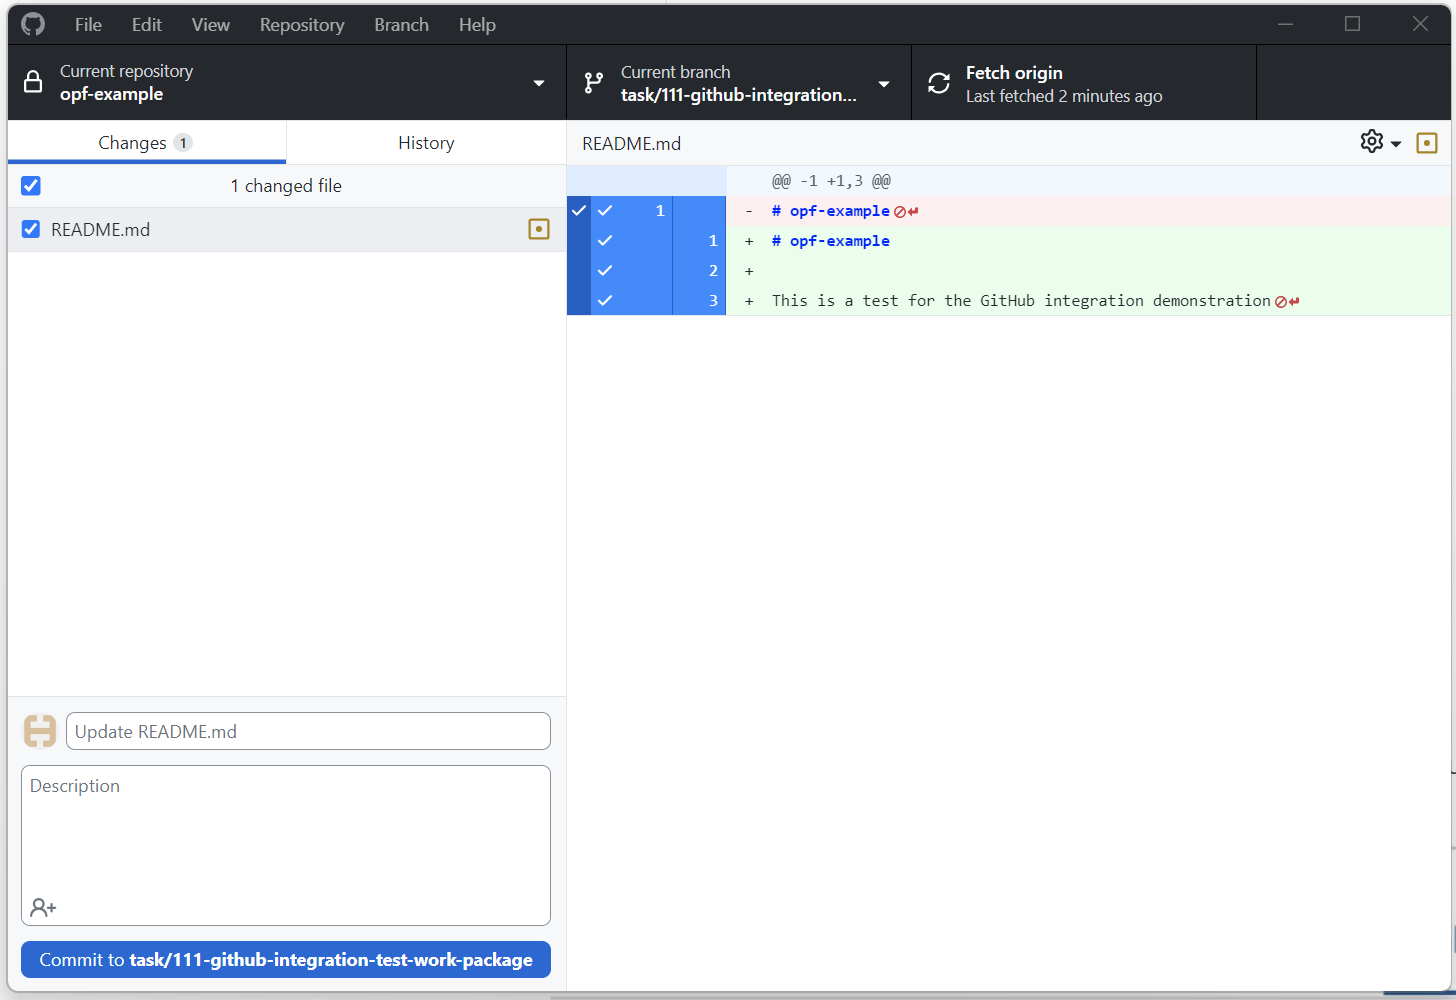 File Edit View Repository Branch Help
Current repository
opf-example
Current branch
task/111-github-integration...
Fetch origin
Last fetched 2 minutes ago
Changes 1
History
README.md
1 changed file
README.md
@@ -1 +1,3 @@
1 - # opf-example
1 + # opf-example
2 +
3 + This is a test for the GitHub integration demonstration
Update README.md
Description
Commit to task/111-github-integration-test-work-package